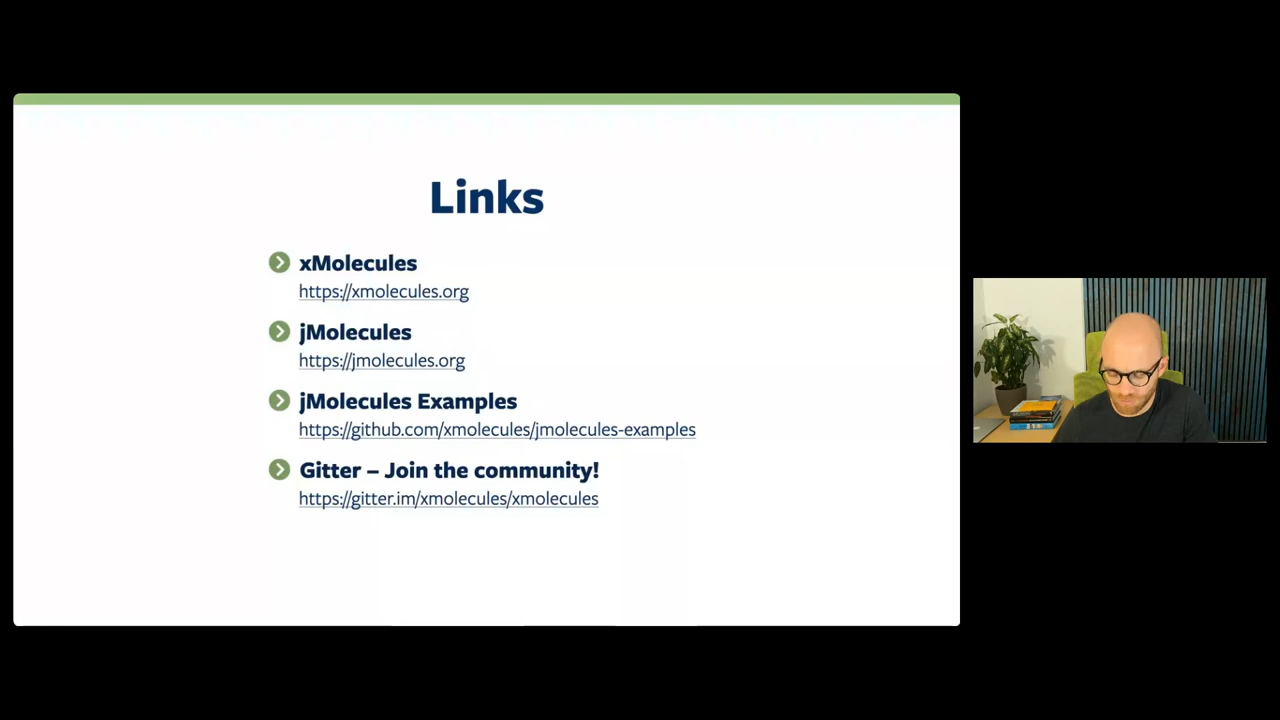 Links
xMolecules
https://xmolecules.org
jMolecules
https://jmolecules.org
jMolecules Examples
https://github.com/xmolecules/jmolecules-examples
Gitter – Join the community!
https://gitter.im/xmolecules/xmolecules